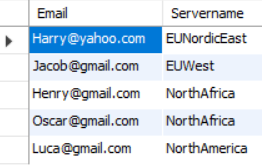 Email Servername
Harry@yahoo.com EUNordicEast
Jacob@gmail.com EUWest
Henry@gmail.com NorthAfrica
Oscar@gmail.com NorthAfrica
Luca@gmail.com NorthAmerica